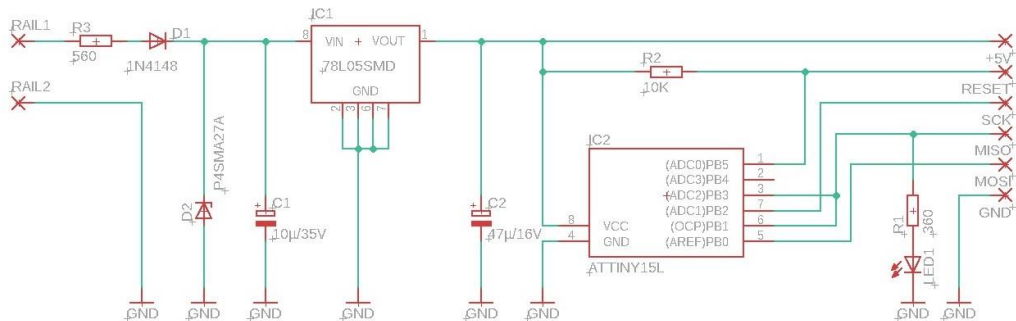 RAIL1
R3
560
D1
1N4148
IC1
8
VIN
VOUT
1
78L05SMD
GND
2
3
6
7
+5V
R2
10K
RAIL2
RESET
SCK
MISO
MOSI
GND
P4SMA27A
D2
C1
10µ/35V
C2
47µ/16V
IC2
(ADC0)PB5
1
(ADC3)PB4
2
(ADC2)PB3
3
(ADC1)PB2
7
(OCP)PB1
6
(AREF)PB0
5
8
VCC
4
GND
ATTINY15L
R1
360
LED1
GND
GND
GND
GND
GND
GND
GND
GND